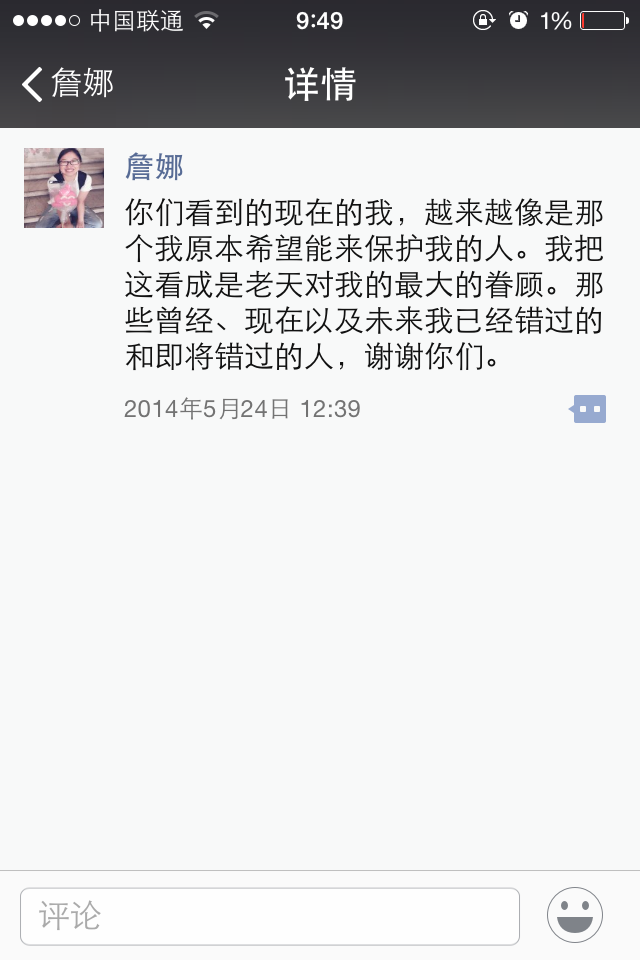 中国联通 9:49 1%
詹娜 详情
詹娜
你们看到的现在的我，越来越像是那
个我原本希望能来保护我的人。我把
这看成是老天对我的最大的眷顾。那
些曾经、现在以及未来我已经错过的
和即将错过的人，谢谢你们。
2014年5月24日 12:39
评论